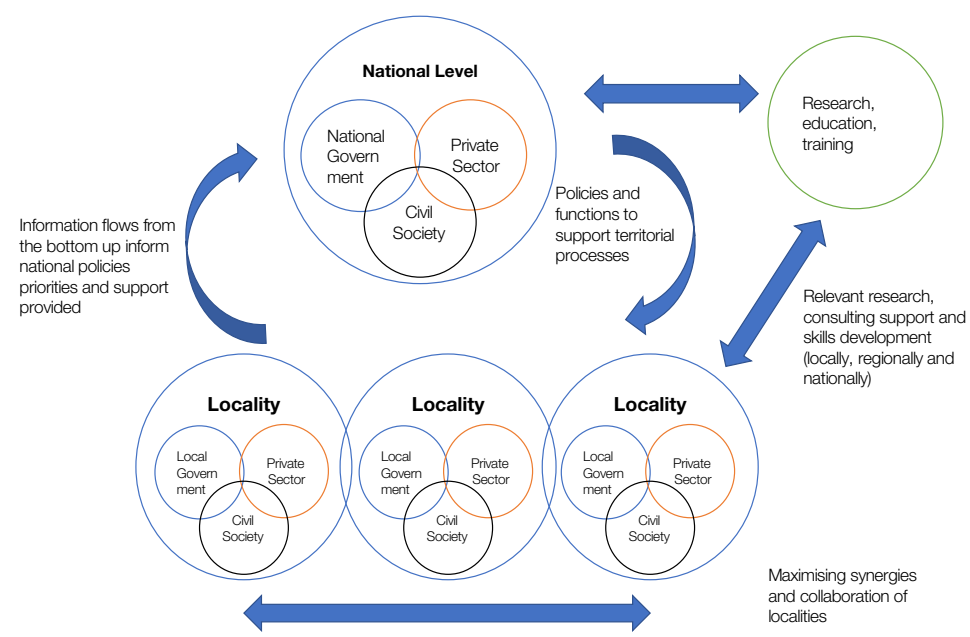 National Level
National
Govern
ment
Private
Sector
Civil
Society
Research,
education,
training
Policies and
functions to
support territorial
processes
Information flows from
the bottom up inform
national policies
priorities and support
provided
Relevant research,
consulting support and
skills development
(locally, regionally and
nationally)
Locality
Local
Govern
ment
Private
Sector
Civil
Society
Locality
Local
Govern
ment
Private
Sector
Civil
Society
Locality
Local
Govern
ment
Private
Sector
Civil
Society
Maximising synergies
and collaboration of
localities